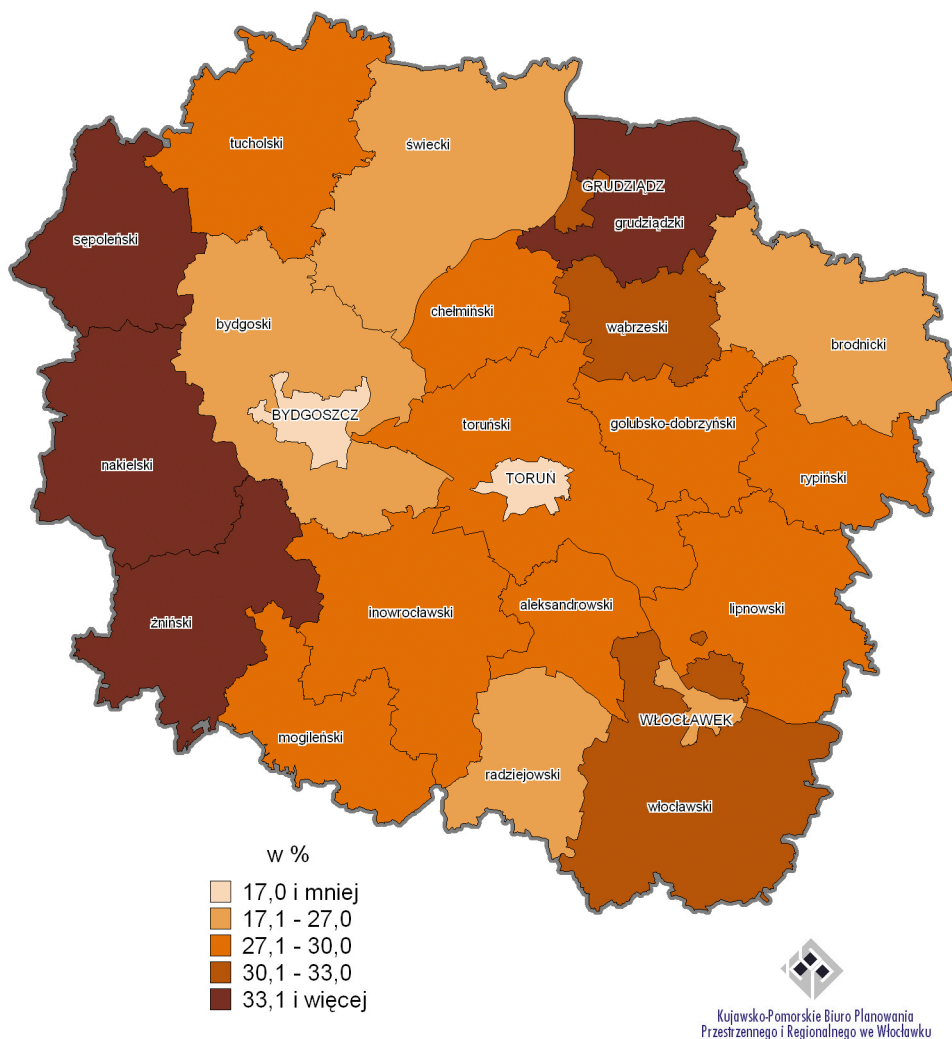 tucholski
świecki
GRUDZIĄDZ
grudziądzki
sępoleński
chełmiński
bydgoski
wąbrzeski
brodnicki
BYDGOSZCZ
toruński
golubsko-dobrzyński
nakielski
TORUŃ
rypiński
aleksandrowski
lipnowski
inowrocławski
żniński
WŁOCŁAWEK
mogileński
radziejowski
włocławski
w %
17,0 i mniej
17,1 - 27,0
27,1 - 30,0
30,1 - 33,0
33,1 i więcej
Kujawsko-Pomorskie Biuro Planowania
Przestrzennego i Regionalnego we Włocławku